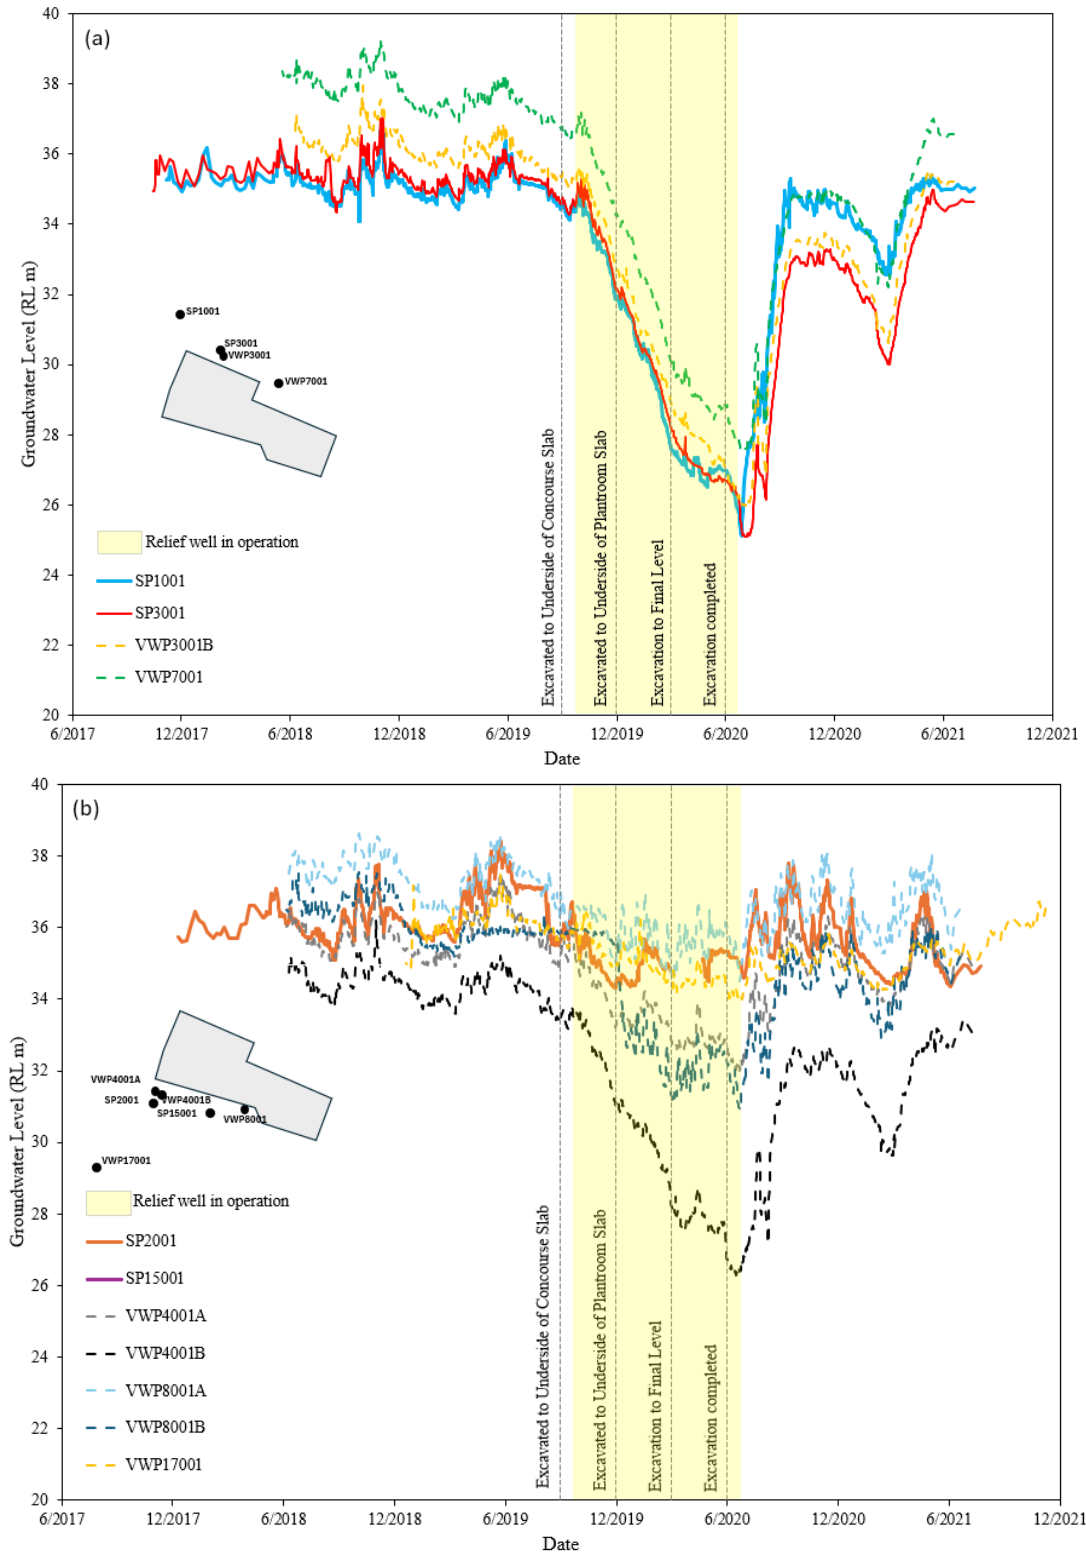 (a)
40
38
36
34
32
30
28
26
24
22
20
Groundwater Level (RL m)
SP1001
SP3001
VWP3001
VWP7001
Relief well in operation
SP1001
SP3001
VWP3001B
VWP7001
Excavated to Underside of Concourse Slab
Excavated to Underside of Plantroom Slab
Excavation to Final Level
Excavation completed
6/2017 12/2017 6/2018 12/2018 6/2019 12/2019 6/2020 12/2020 6/2021 12/2021
Date
(b)
40
38
36
34
32
30
28
26
24
22
20
Groundwater Level (RL m)
VWP4001A
SP2001
VWP4001B
SP15001
VWP8001
VWP17001
Relief well in operation
SP2001
SP15001
VWP4001A
VWP4001B
VWP8001A
VWP8001B
VWP17001
Excavated to Underside of Concourse Slab
Excavated to Underside of Plantroom Slab
Excavation to Final Level
Excavation completed
6/2017 12/2017 6/2018 12/2018 6/2019 12/2019 6/2020 12/2020 6/2021 12/2021
Date